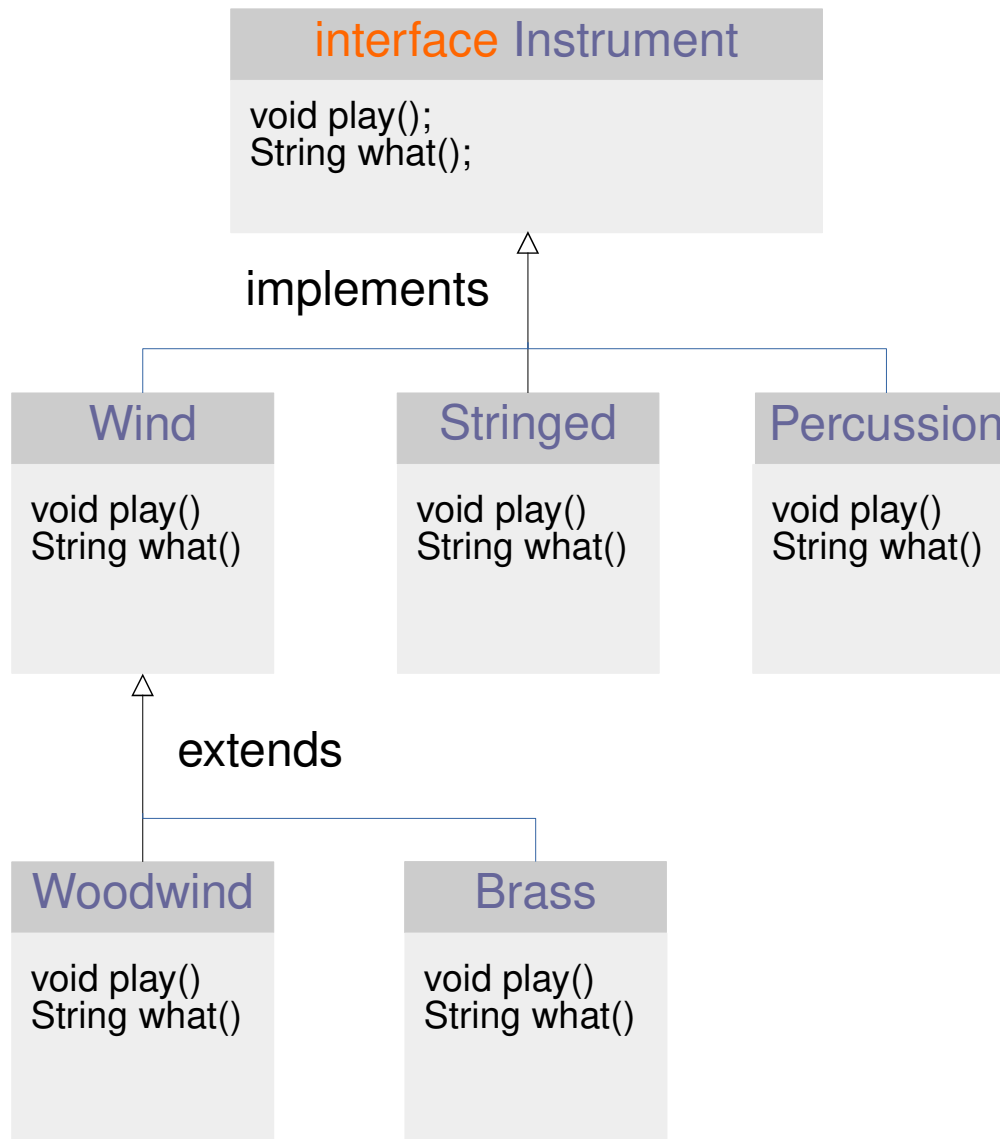 interface Instrument
void play();
String what();
implements
Wind
void play()
String what()
Stringed
void play()
String what()
Percussion
void play()
String what()
extends
Woodwind
void play()
String what()
Brass
void play()
String what()